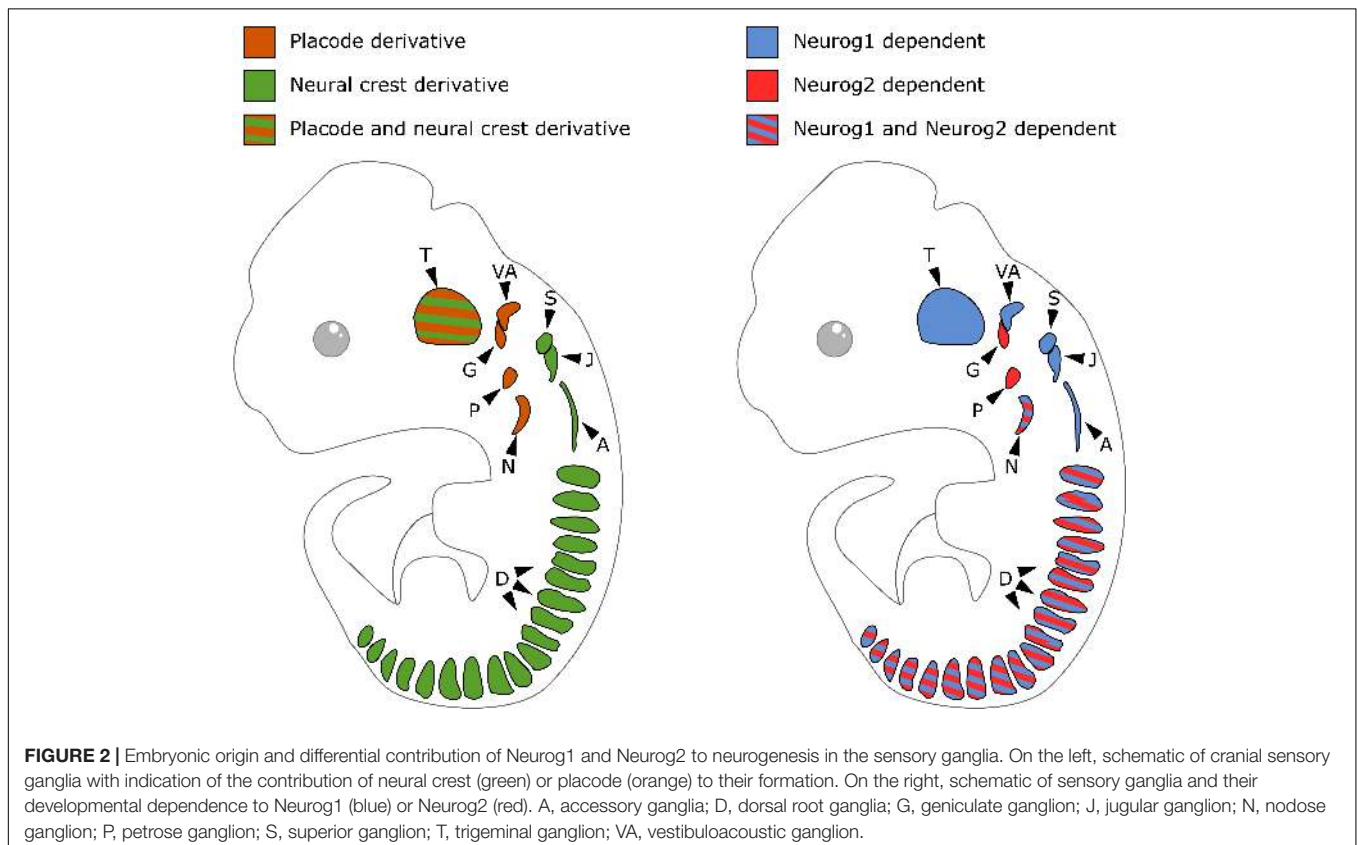 Placode derivative
Neural crest derivative
Placode and neural crest derivative
Neurog1 dependent
Neurog2 dependent
Neurog1 and Neurog2 dependent
T
VA
S
J
G
P
N
A
D
T
VA
S
J
G
P
N
A
D
FIGURE 2 | Embryonic origin and differential contribution of Neurog1 and Neurog2 to neurogenesis in the sensory ganglia. On the left, schematic of cranial sensory
ganglia with indication of the contribution of neural crest (green) or placode (orange) to their formation. On the right, schematic of sensory ganglia and their
developmental dependence to Neurog1 (blue) or Neurog2 (red). A, accessory ganglia; D, dorsal root ganglia; G, geniculate ganglion; J, jugular ganglion; N, nodose
ganglion; P, petrose ganglion; S, superior ganglion; T, trigeminal ganglion; VA, vestibuloacoustic ganglion.